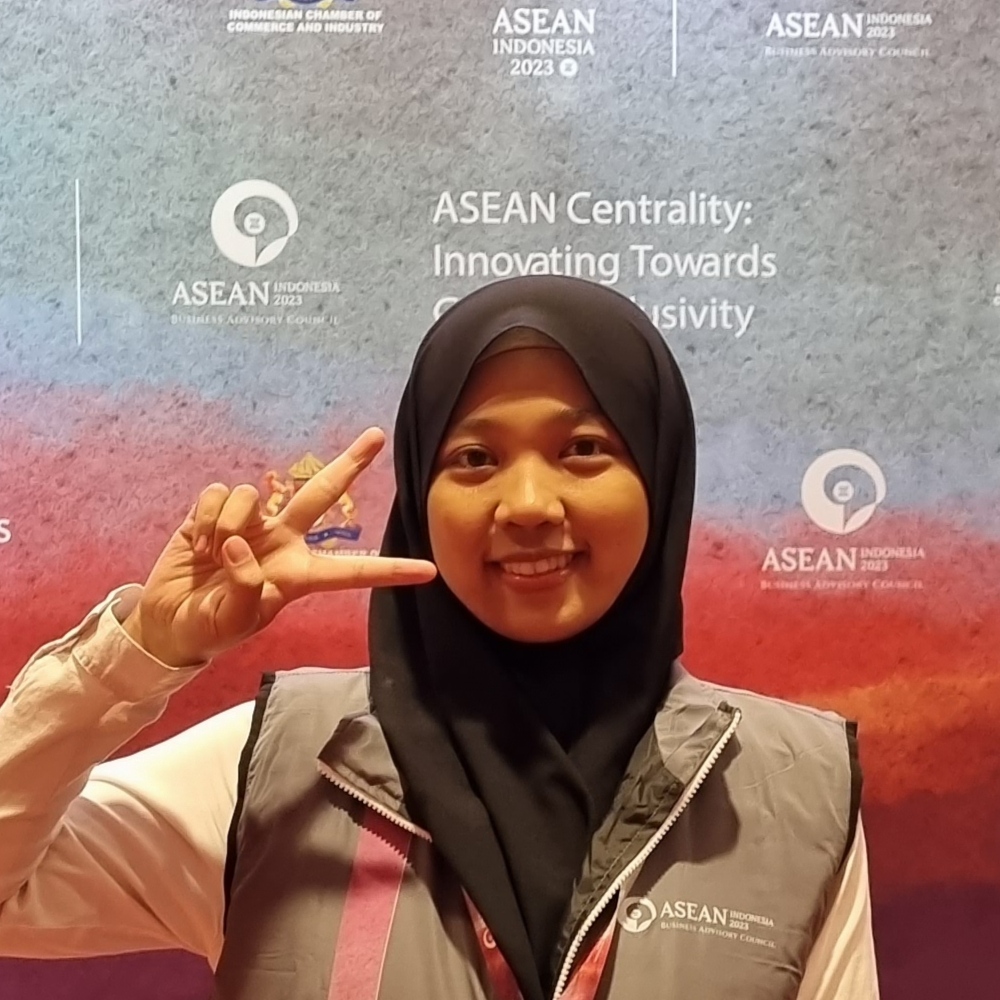 INDONESIAN CHAMBER OF
COMMERCE AND INDUSTRY
ASEAN
INDONESIA
2023
ASEAN INDONESIA
2023
BUSINESS ADVISORY COUNCIL
ASEAN INDONESIA
2023
BUSINESS ADVISORY COUNCIL
ASEAN Centrality:
Innovating Towards
usivity
S
ASEAN INDONESIA
2023
BUSINESS ADVISORY COUNCIL
ASEAN INDONESIA
2023
BUSINESS ADVISORY COUNCIL